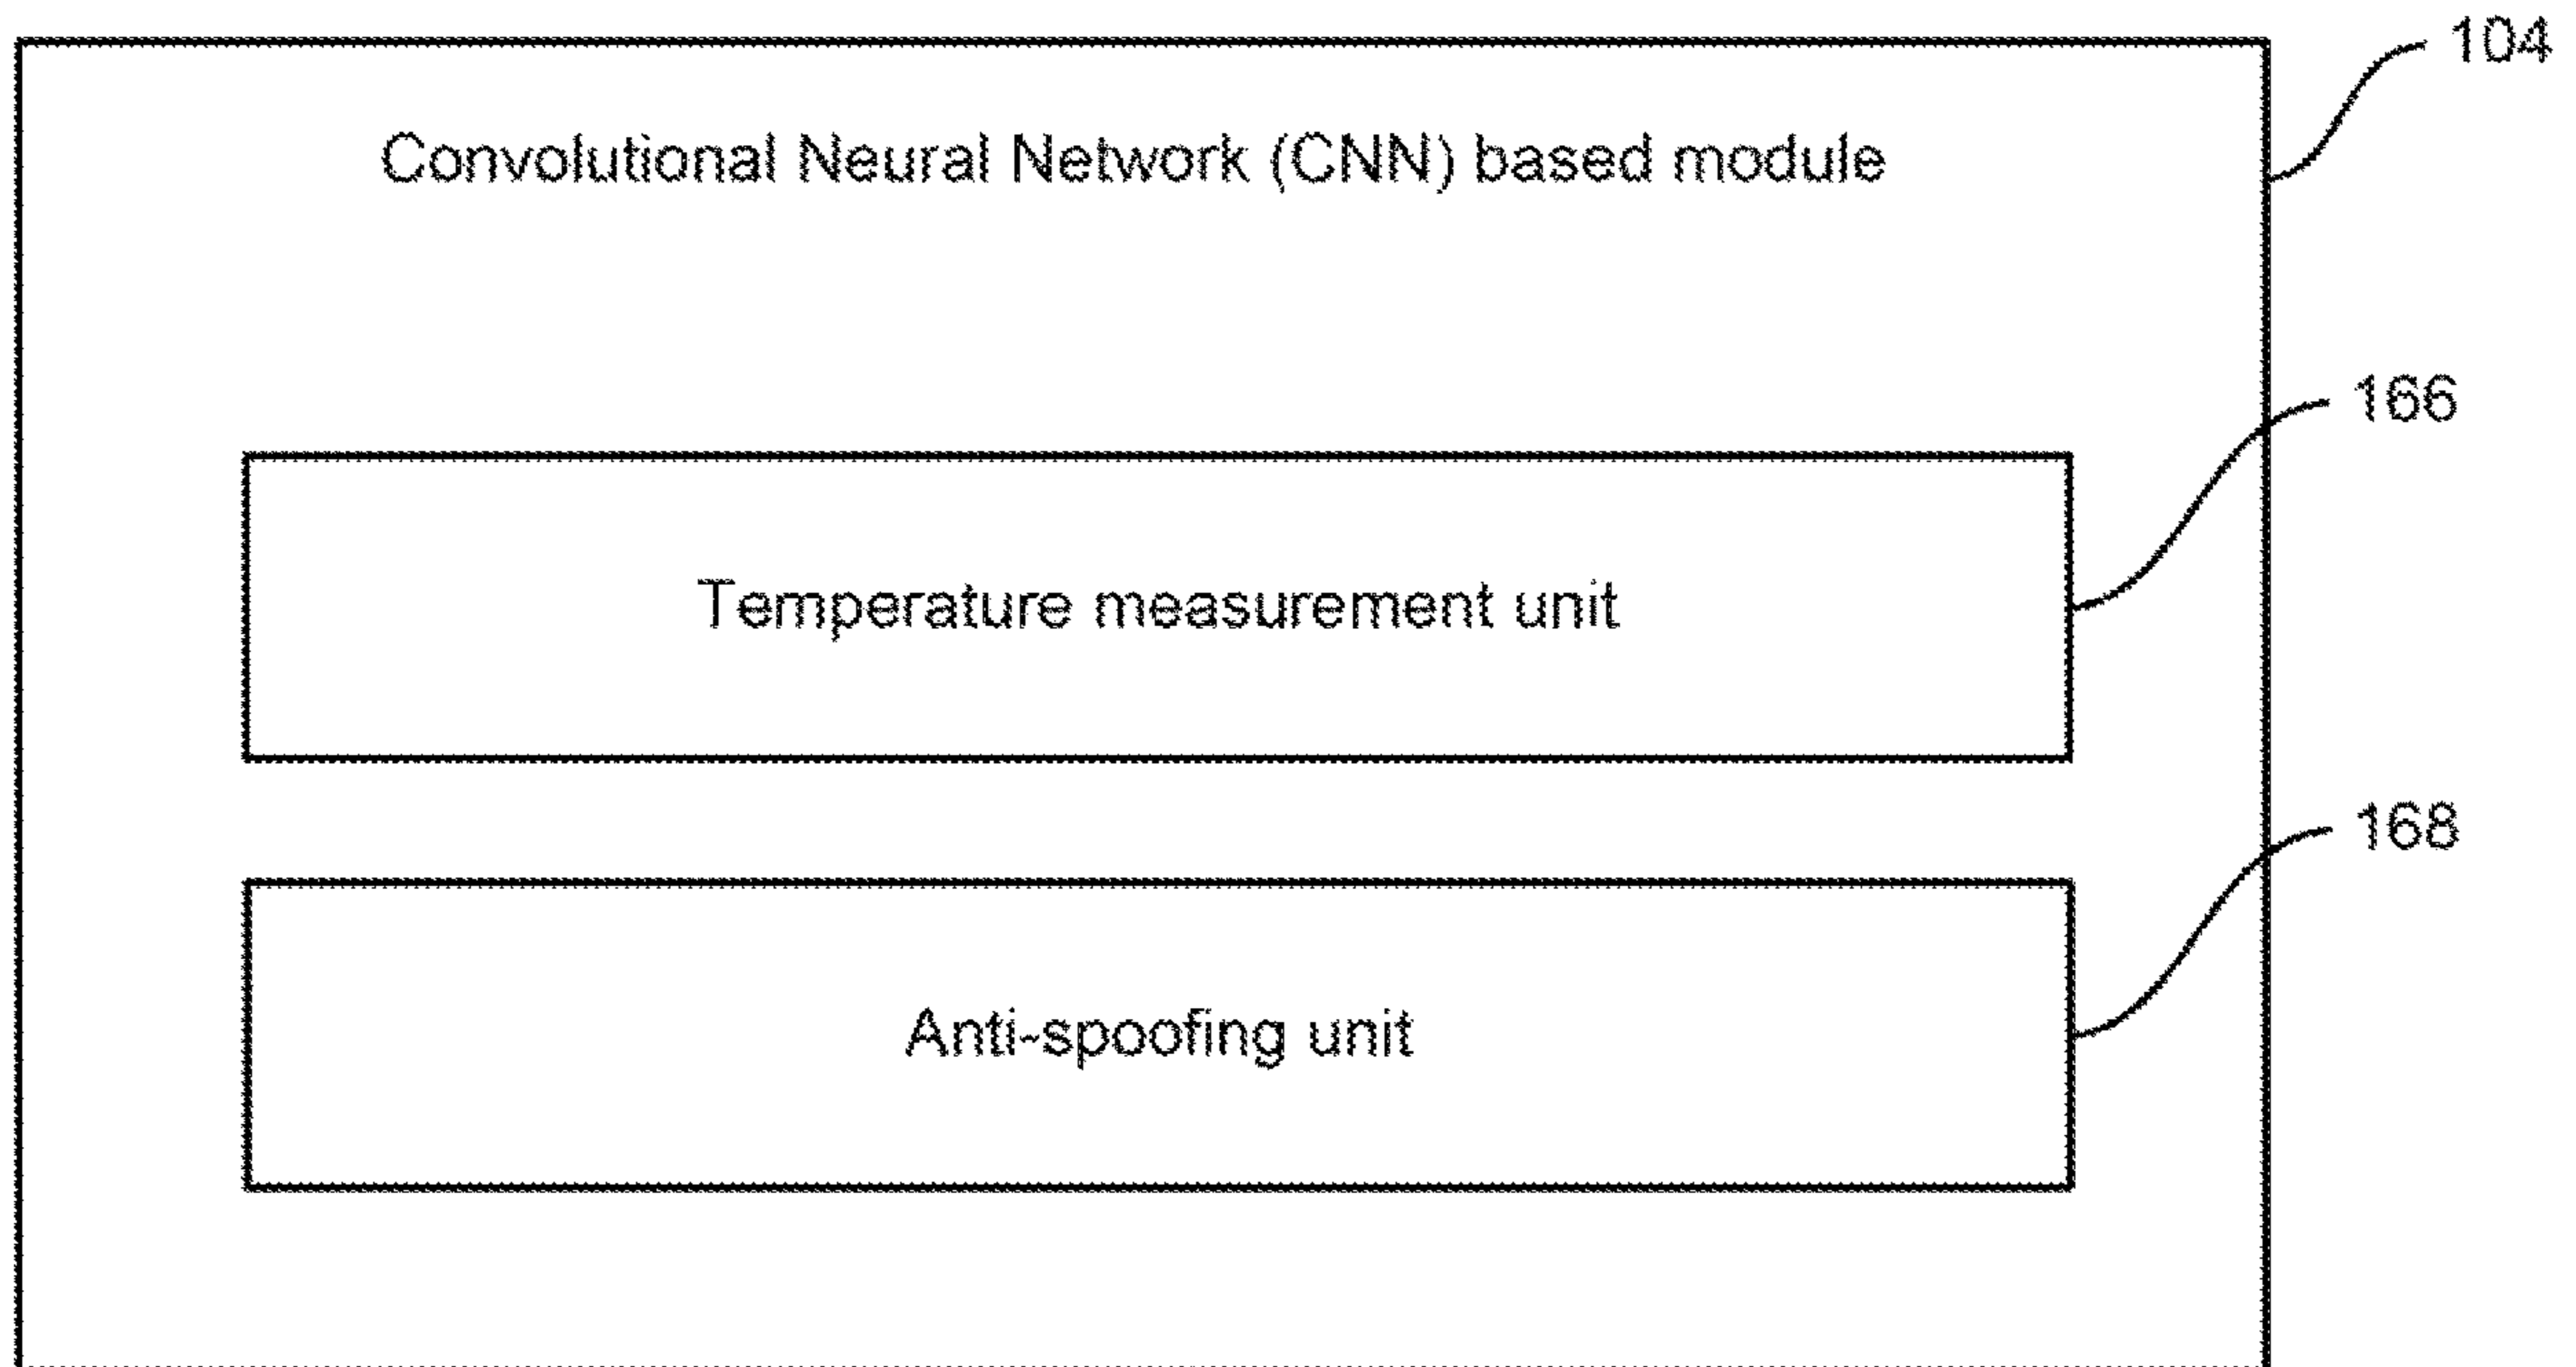 104
Convolutional Neural Network (CNN) based module
166
Temperature measurement unit
168
Anti-spoofing unit